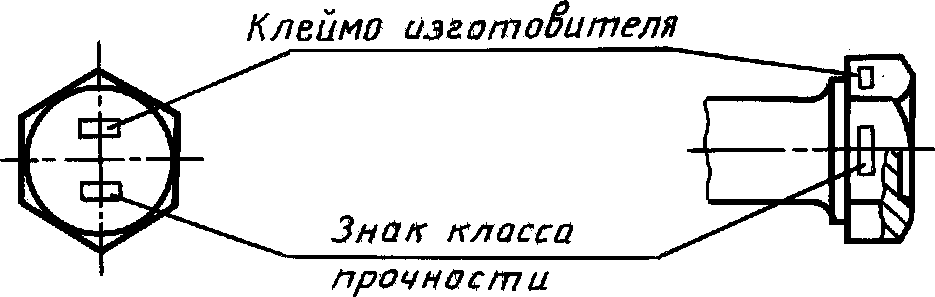 Клеймо изготовителя
Знак класса
прочности